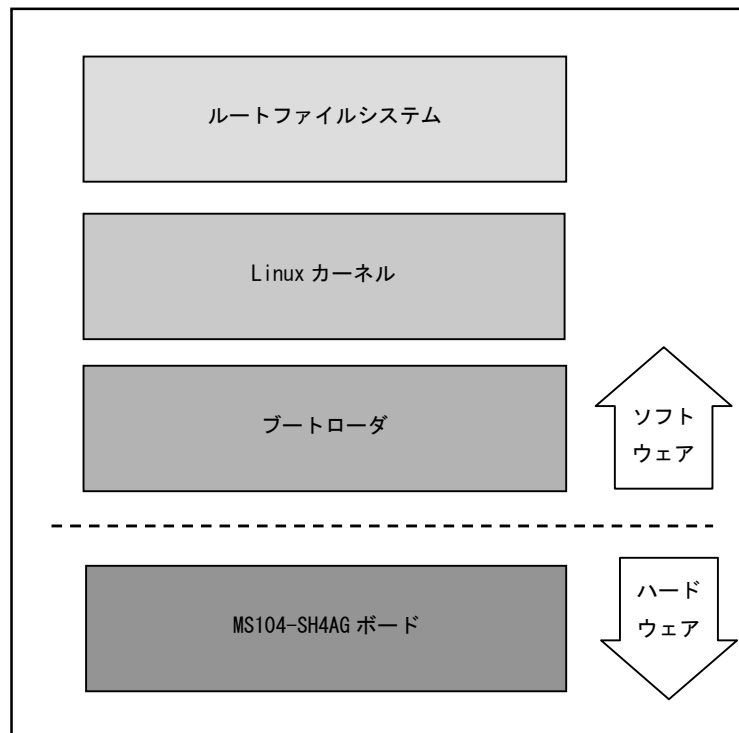 ルートファイルシステム
Linux カーネル
ブートローダ
ソフト
ウェア
MS104-SH4AG ボード
ハード
ウェア